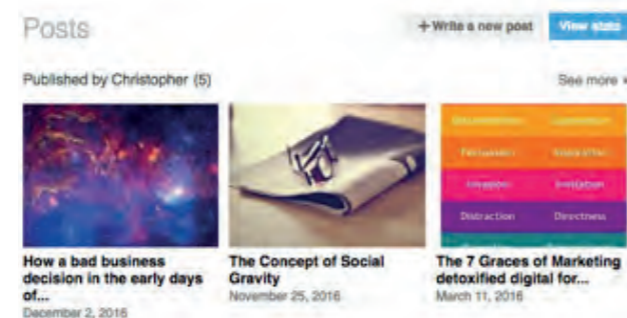 Posts
+ Write a new post
View stats
Published by Christopher (5)
See more
Distraction Directness
How a bad business
decision in the early days
of...
December 2, 2016
The Concept of Social
Gravity
November 25, 2016
The 7 Graces of Marketing
detoxified digital for...
March 11, 2016